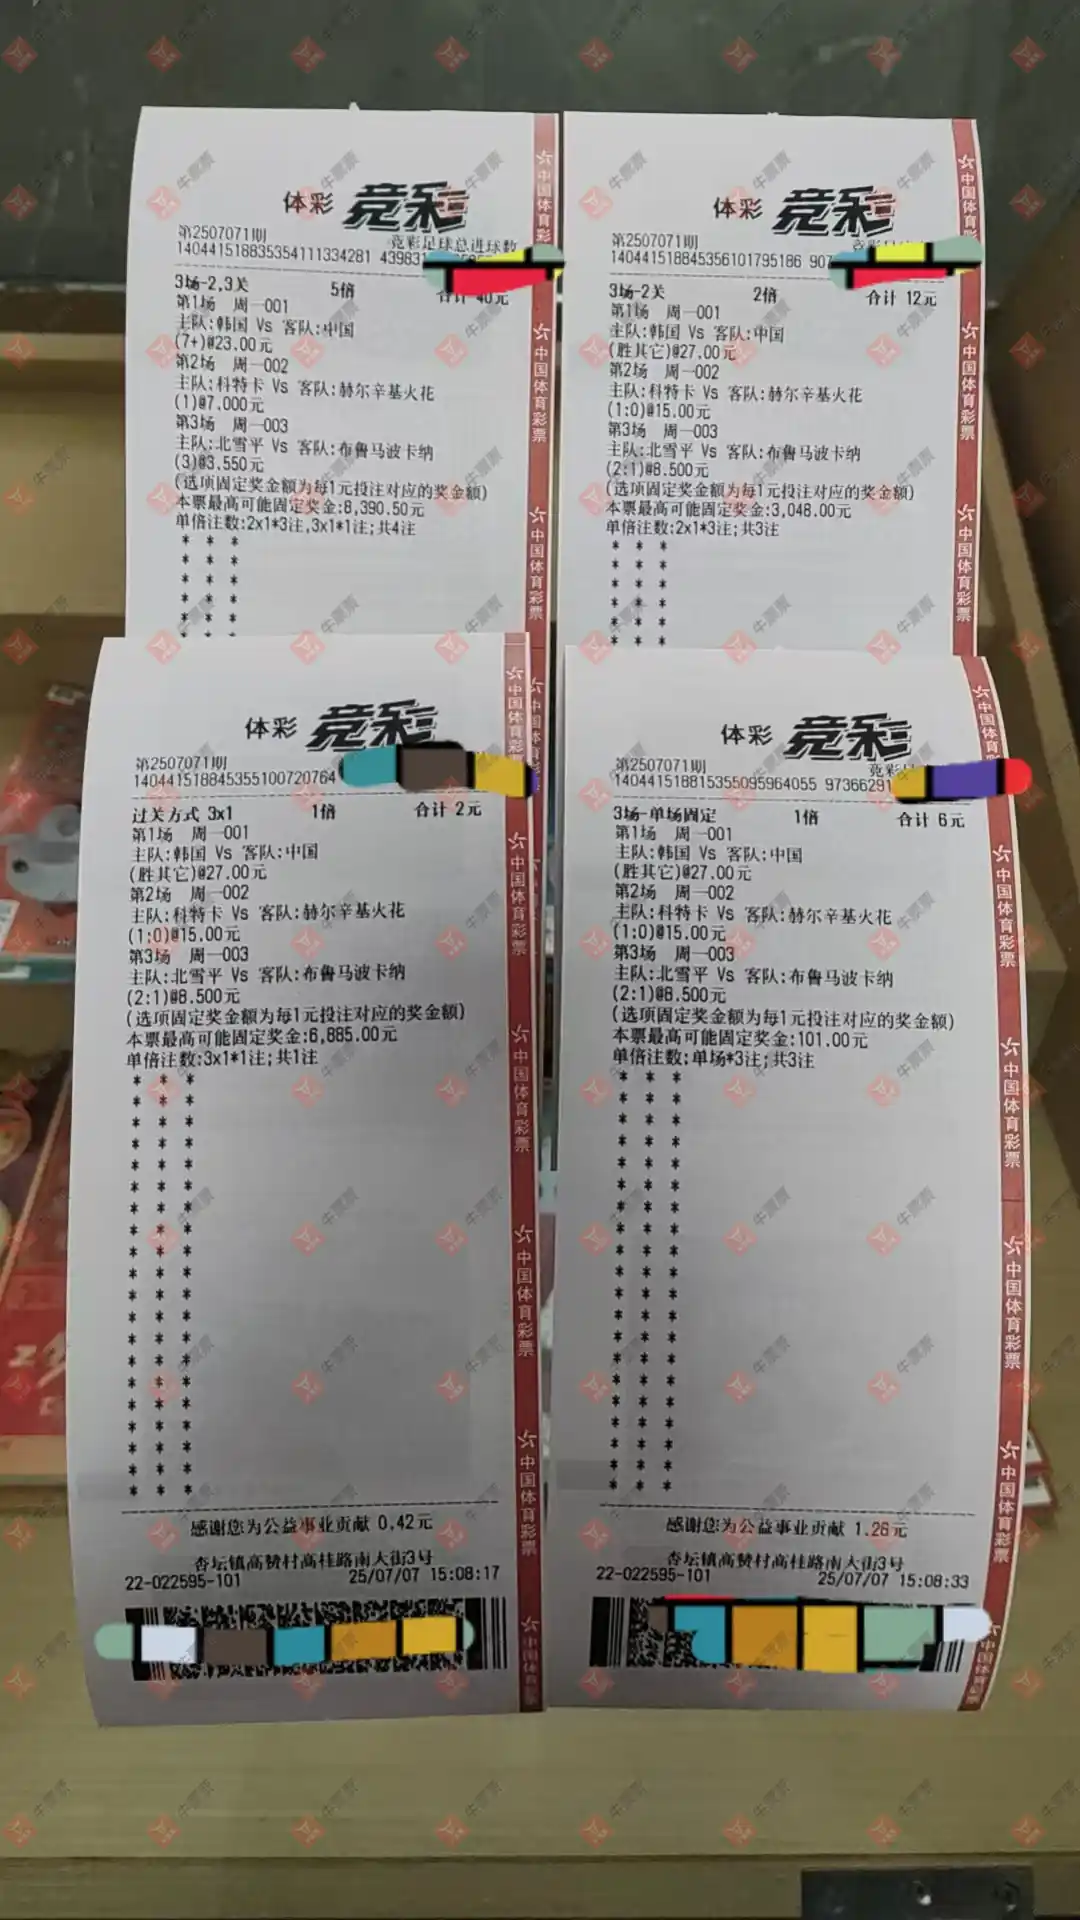 体彩 竞彩
第2507071期 竞彩足球总进球数
140441518835354111334281 43983
3场-2,3关 5倍 合计 40元
第1场 周一001
主队:韩国 Vs 客队:中国
(7+)@23.00元
第2场 周一002
主队:科特卡 Vs 客队:赫尔辛基火花
(1)@7.000元
第3场 周一003
主队:北雪平 Vs 客队:布鲁马波卡纳
(3)@3.550元
(选项固定奖金额为每1元投注对应的奖金额)
本票最高可能固定奖金:8,390.50元
单倍注数:2x1*3注,3x1*1注;共4注
中国体育彩票
体彩 竞彩
第2507071期
140441518845356101795186 907
3场-2关 2倍 合计 12元
第1场 周一001
主队:韩国 Vs 客队:中国
(胜其它)@27.00元
第2场 周一002
主队:科特卡 Vs 客队:赫尔辛基火花
(1:0)@15.00元
第3场 周一003
主队:北雪平 Vs 客队:布鲁马波卡纳
(2:1)@8.500元
(选项固定奖金额为每1元投注对应的奖金额)
本票最高可能固定奖金:3,048.00元
单倍注数:2x1*3注;共3注
中国体育彩票
体彩 竞彩
第2507071期
140441518845355100720764
过关方式 3x1 1倍 合计 2元
第1场 周一001
主队:韩国 Vs 客队:中国
(胜其它)@27.00元
第2场 周一002
主队:科特卡 Vs 客队:赫尔辛基火花
(1:0)@15.00元
第3场 周一003
主队:北雪平 Vs 客队:布鲁马波卡纳
(2:1)@8.500元
(选项固定奖金额为每1元投注对应的奖金额)
本票最高可能固定奖金:6,885.00元
单倍注数:3x1*1注;共1注
感谢您为公益事业贡献 0.42元
杏坛镇高赞村高桂路南大街3号
22-022595-101 25/07/07 15:08:17
中国体育彩票
体彩 竞彩
第2507071期
140441518815355095964055 97366291
3场-单场固定 1倍 合计 6元
第1场 周一001
主队:韩国 Vs 客队:中国
(胜其它)@27.00元
第2场 周一002
主队:科特卡 Vs 客队:赫尔辛基火花
(1:0)@15.00元
第3场 周一003
主队:北雪平 Vs 客队:布鲁马波卡纳
(2:1)@8.500元
(选项固定奖金额为每1元投注对应的奖金额)
本票最高可能固定奖金:101.00元
单倍注数:单场*3注;共3注
感谢您为公益事业贡献 1.26元
杏坛镇高赞村高桂路南大街3号
22-022595-101 25/07/07 15:08:33
中国体育彩票
牛票票